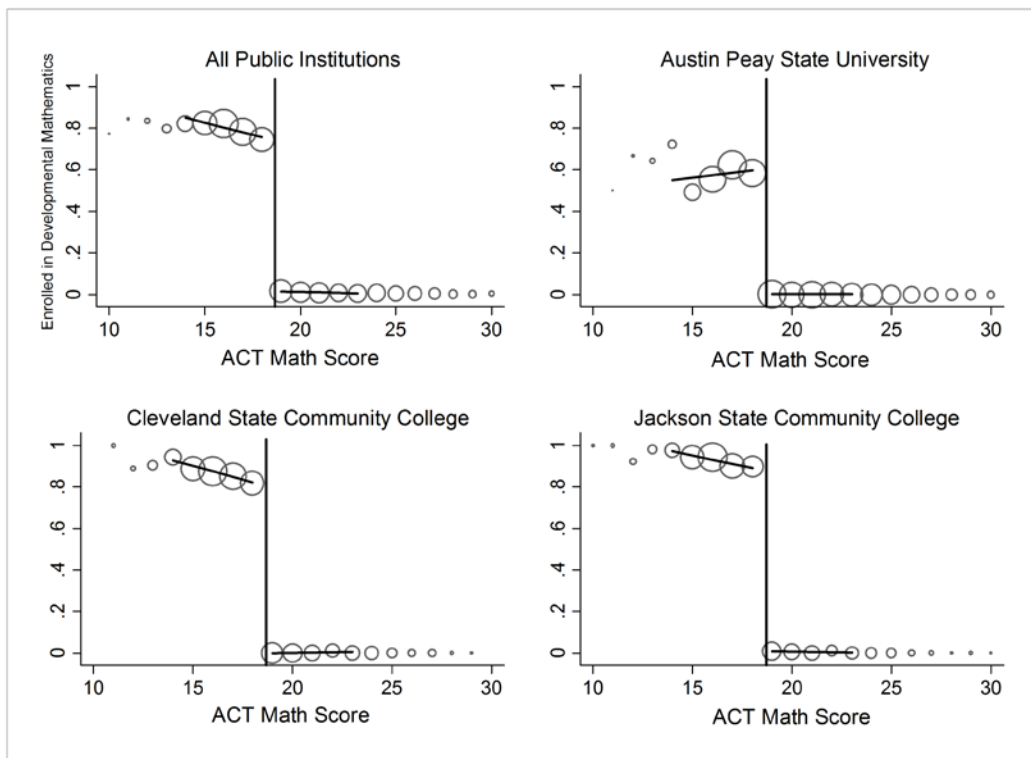 All Public Institutions
Enrolled in Developmental Mathematics
1
.8
.6
.4
.2
0
10 15 20 25 30
ACT Math Score
Austin Peay State University
1
.8
.6
.4
.2
0
10 15 20 25 30
ACT Math Score
Cleveland State Community College
1
.8
.6
.4
.2
0
10 15 20 25 30
ACT Math Score
Jackson State Community College
1
.8
.6
.4
.2
0
10 15 20 25 30
ACT Math Score